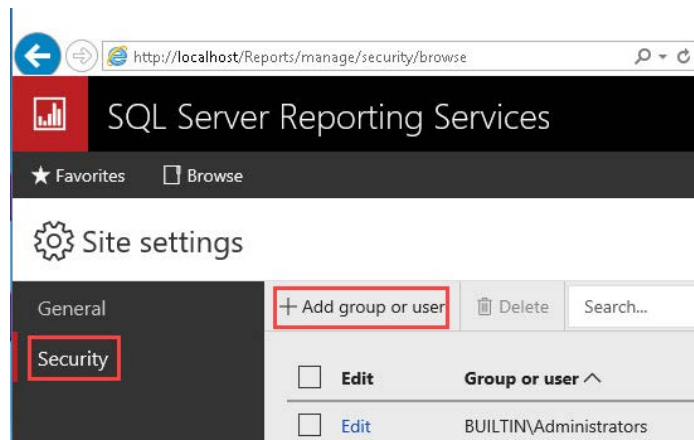 http://localhost/Reports/manage/security/browse
SQL Server Reporting Services
Favorites Browse
Site settings
General
+ Add group or user Delete Search...
Security
Edit Group or user
Edit BUILTIN\Administrators